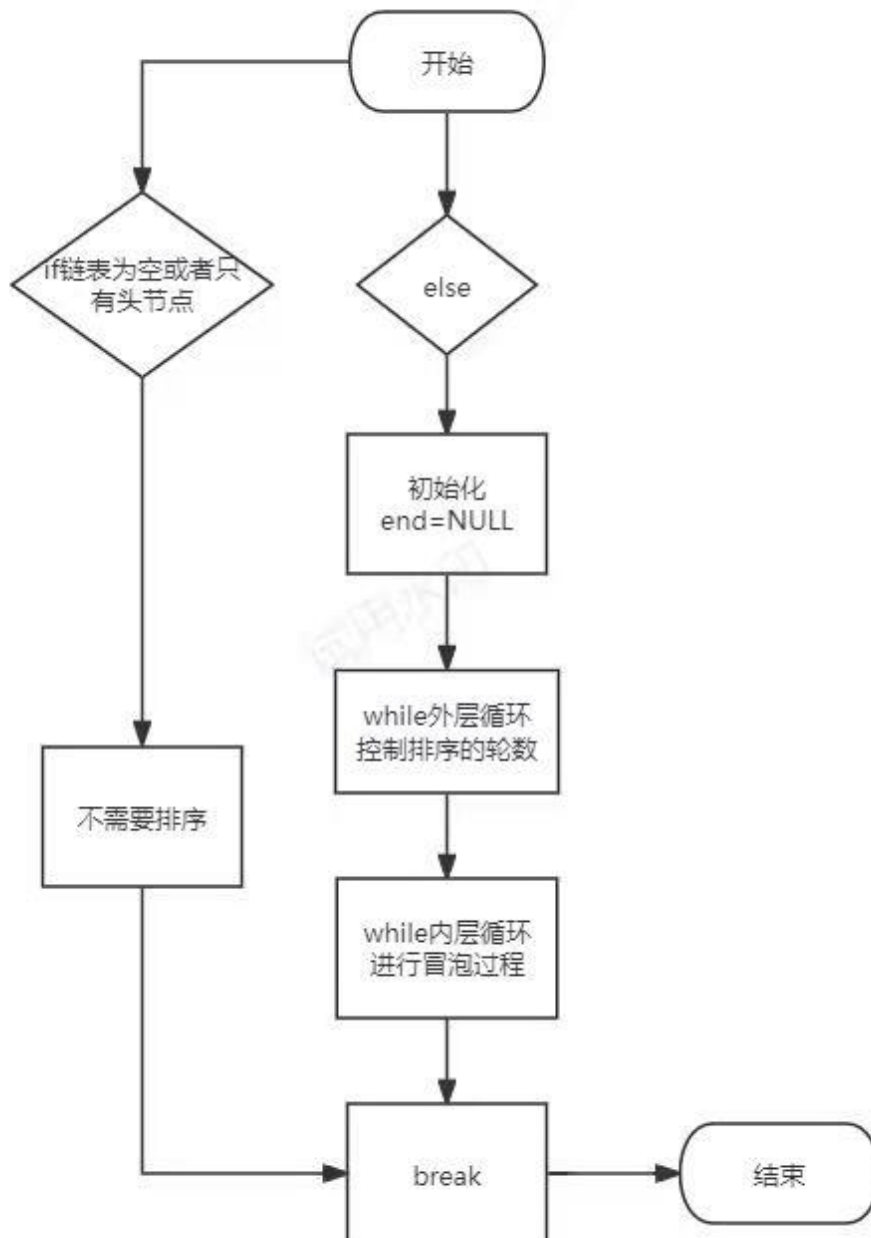 开始
if链表为空或者只
有头节点
else
初始化
end=NULL
while外层循环
控制排序的轮数
不需要排序
while内层循环
进行冒泡过程
break
结束